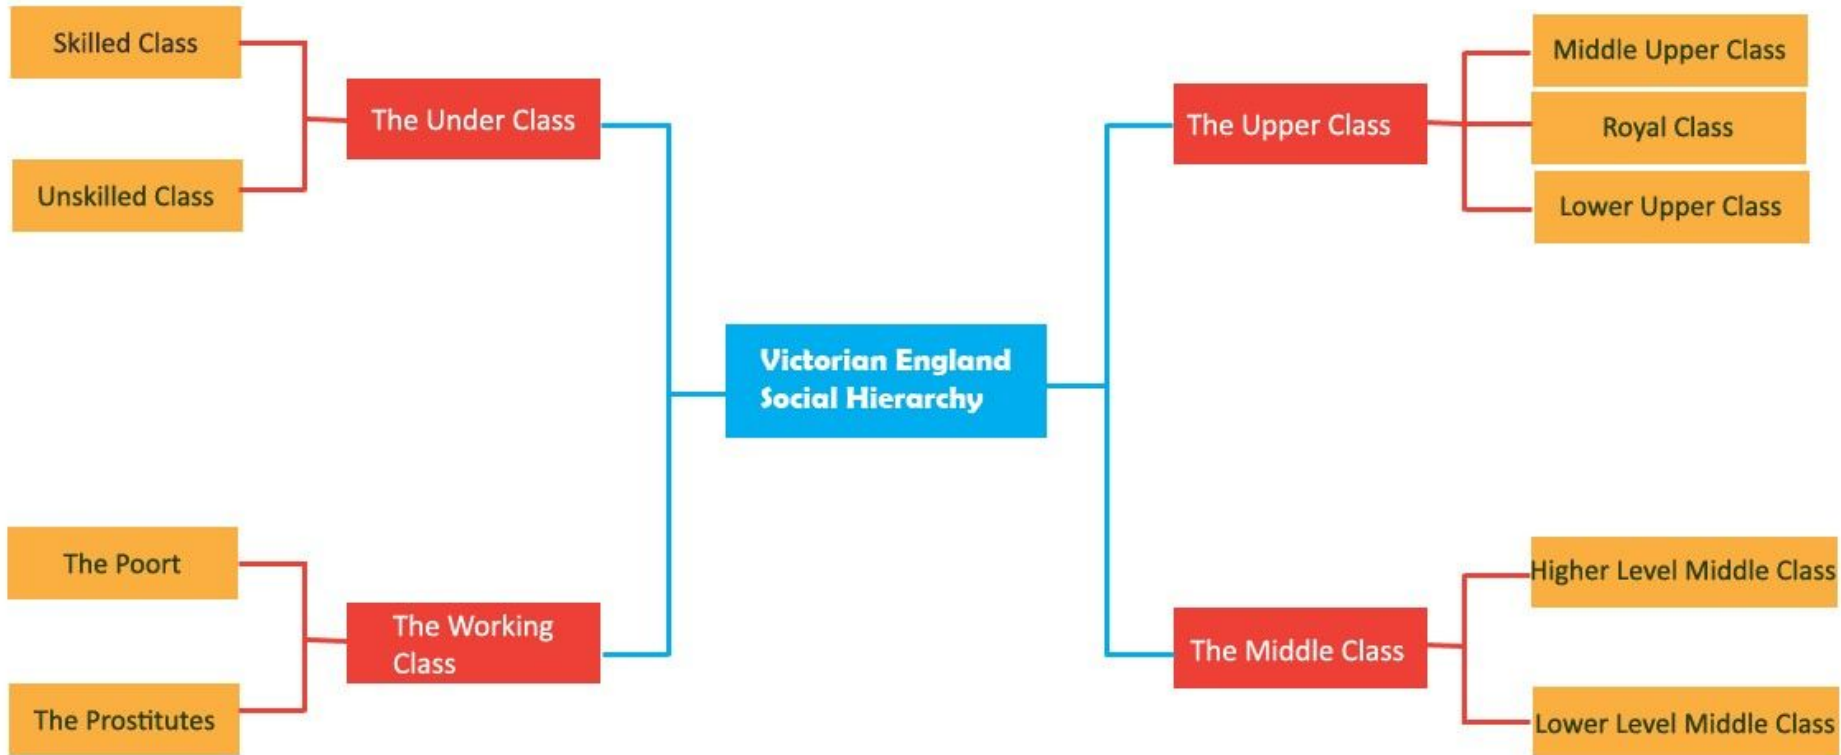 Skilled Class
Unskilled Class
The Under Class
The Poort
The Prostitutes
The Working
Class
Victorian England
Social Hierarchy
The Upper Class
Middle Upper Class
Royal Class
Lower Upper Class
The Middle Class
Higher Level Middle Class
Lower Level Middle Class